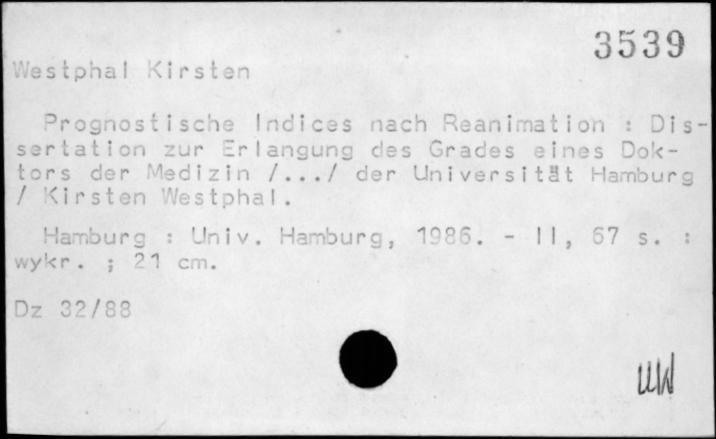 3539
Westphal Kirsten
Prognostische Indices nach Reanimation : Dis-
sertation zur Erlangung des Grades eines Dok-
tors der Medizin /.../ der Universität Hamburg
/ Kirsten Westphal.
Hamburg : Univ. Hamburg, 1986. - II, 67 s. :
wykr. ; 21 cm.
Dz 32/88